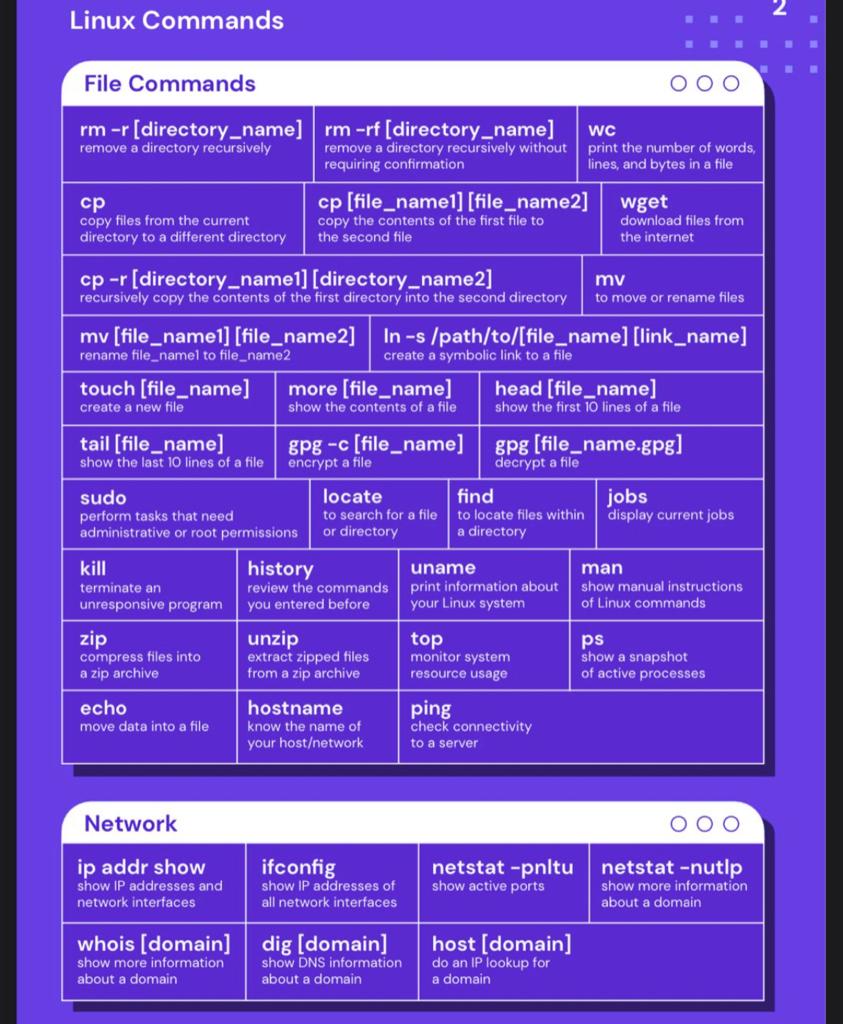 Linux Commands
2
File Commands
rm -r [directory_name]
remove a directory recursively
rm -rf [directory_name]
remove a directory recursively without
requiring confirmation
wc
print the number of words,
lines, and bytes in a file
cp
copy files from the current
directory to a different directory
cp [file_name1] [file_name2]
copy the contents of the first file to
the second file
wget
download files from
the internet
cp -r [directory_name1] [directory_name2]
recursively copy the contents of the first directory into the second directory
mv
to move or rename files
mv [file_name1] [file_name2]
rename file_name1 to file_name2
ln -s /path/to/[file_name] [link_name]
create a symbolic link to a file
touch [file_name]
create a new file
more [file_name]
show the contents of a file
head [file_name]
show the first 10 lines of a file
tail [file_name]
show the last 10 lines of a file
gpg -c [file_name]
encrypt a file
gpg [file_name.gpg]
decrypt a file
sudo
perform tasks that need
administrative or root permissions
locate
to search for a file
or directory
find
to locate files within
a directory
jobs
display current jobs
kill
terminate an
unresponsive program
history
review the commands
you entered before
uname
print information about
your Linux system
man
show manual instructions
of Linux commands
zip
compress files into
a zip archive
unzip
extract zipped files
from a zip archive
top
monitor system
resource usage
ps
show a snapshot
of active processes
echo
move data into a file
hostname
know the name of
your host/network
ping
check connectivity
to a server
Network
ip addr show
show IP addresses and
network interfaces
ifconfig
show IP addresses of
all network interfaces
netstat -pnltu
show active ports
netstat -nutlp
show more information
about a domain
whois [domain]
show more information
about a domain
dig [domain]
show DNS information
about a domain
host [domain]
do an IP lookup for
a domain